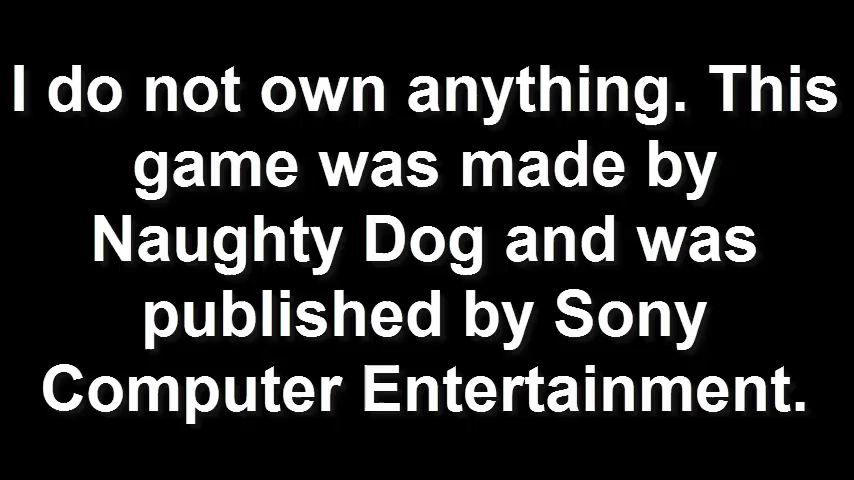 I do not own anything. This
game was made by
Naughty Dog and was
published by Sony
Computer Entertainment.